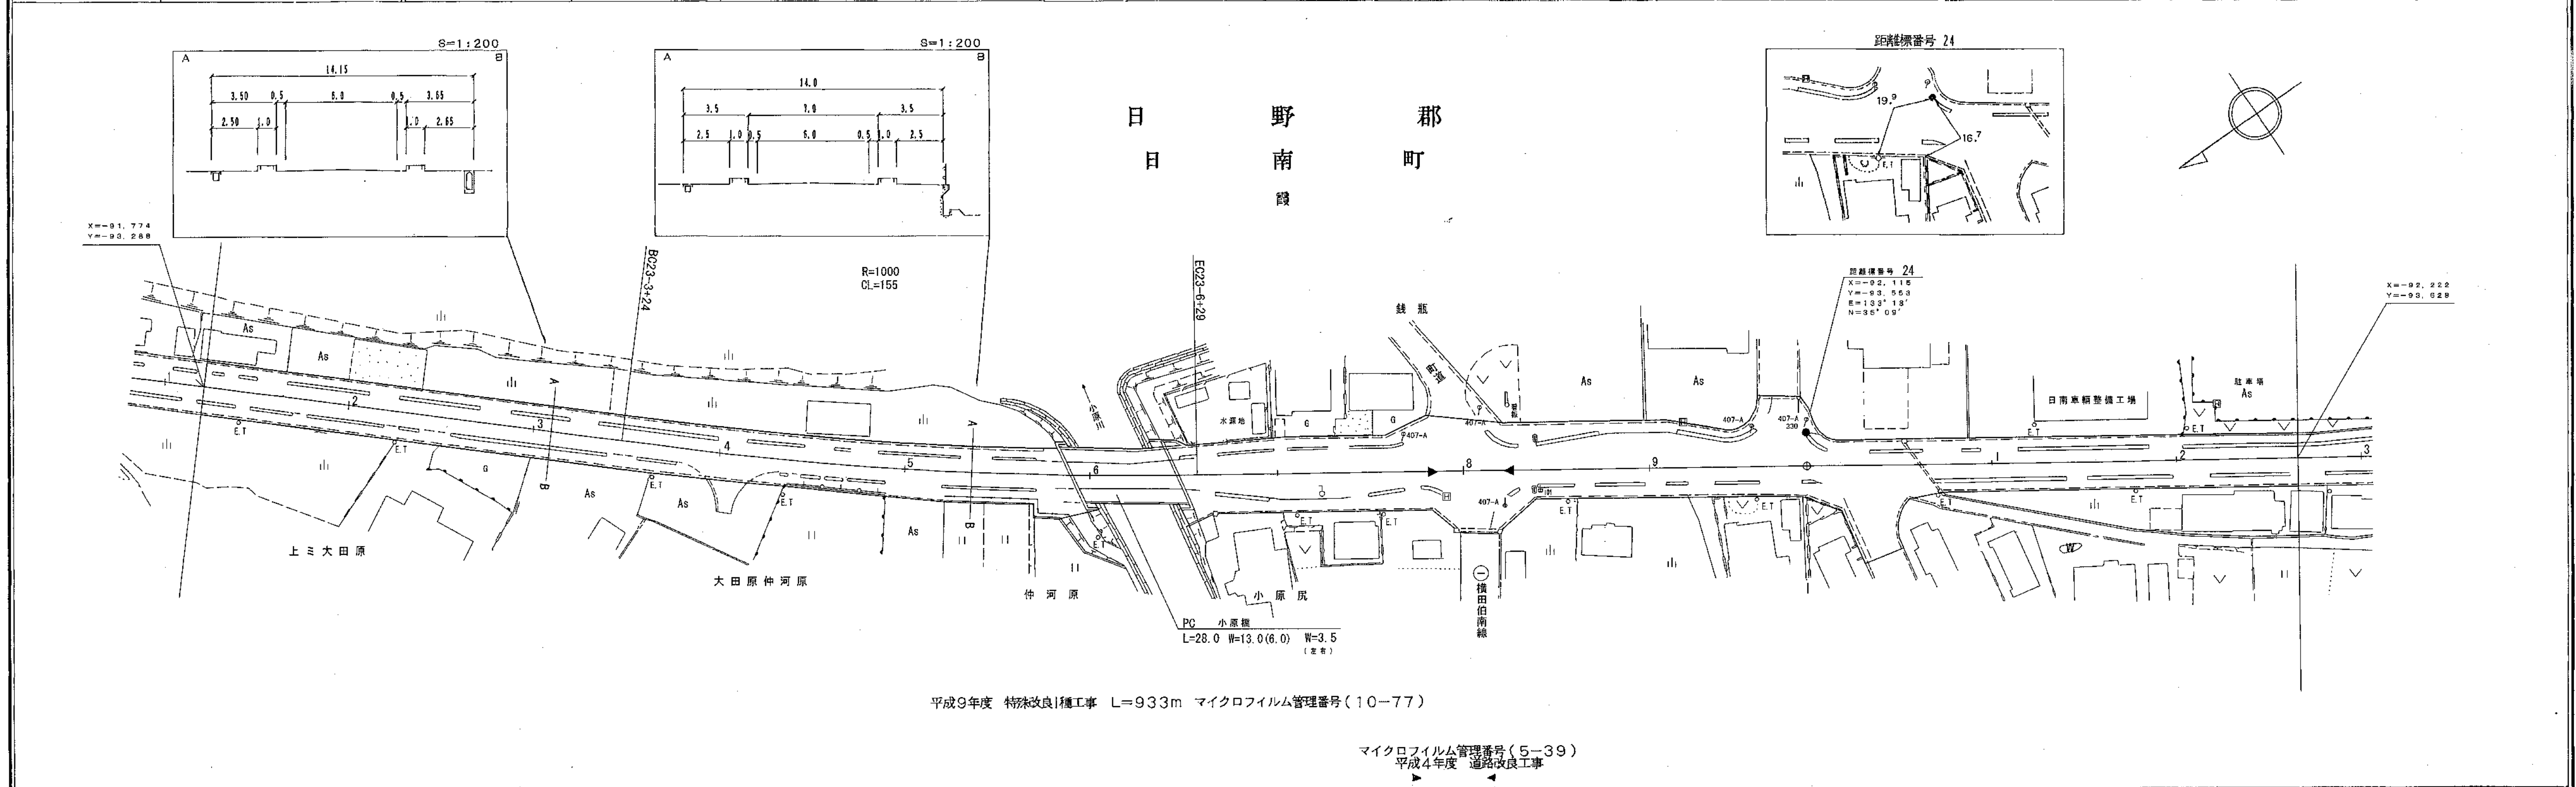 S=1:200
A
B
14.15
3.50 0.5 6.0 0.5 3.65
2.50 1.0 1.0 2.65
S=1:200
A
B
14.0
3.5 7.0 3.5
2.5 1.0 0.5 6.0 0.5 1.0 2.5
日野郡
日南町
霞
距離標番号 24
19.9
16.7
E.T
X=-91,774
Y=-93,268
BC23-3+24
R=1000
CL=155
EC23-6+29
銭瓶
町道
距離標番号 24
X=-92,115
Y=-93,553
E=133°18′
N=35°09′
X=-92,222
Y=-93,628
As
As
As
As
駐車場
As
日南車輌整備工場
水露地
G
G
407-A
407-A
407-A
407-A
330
1
2
3
4
5
6
8
9
1
2
3
A
B
A
B
E.T
E.T
G
As
E.T
As
E.T
As
E.T
E.T
E.T
407-A
E.T
E.T
E.T
E.T
E.T
E.T
W
上ミ大田原
大田原仲河原
仲河原
小原尻
一
横田伯南線
PC 小原橋
L=28.0 W=13.0(6.0) W=3.5
(左右)
平成9年度 特殊改良1種工事 L=933m マイクロフィルム管理番号(10-77)
マイクロフィルム管理番号(5-39)
平成4年度 道路改良工事